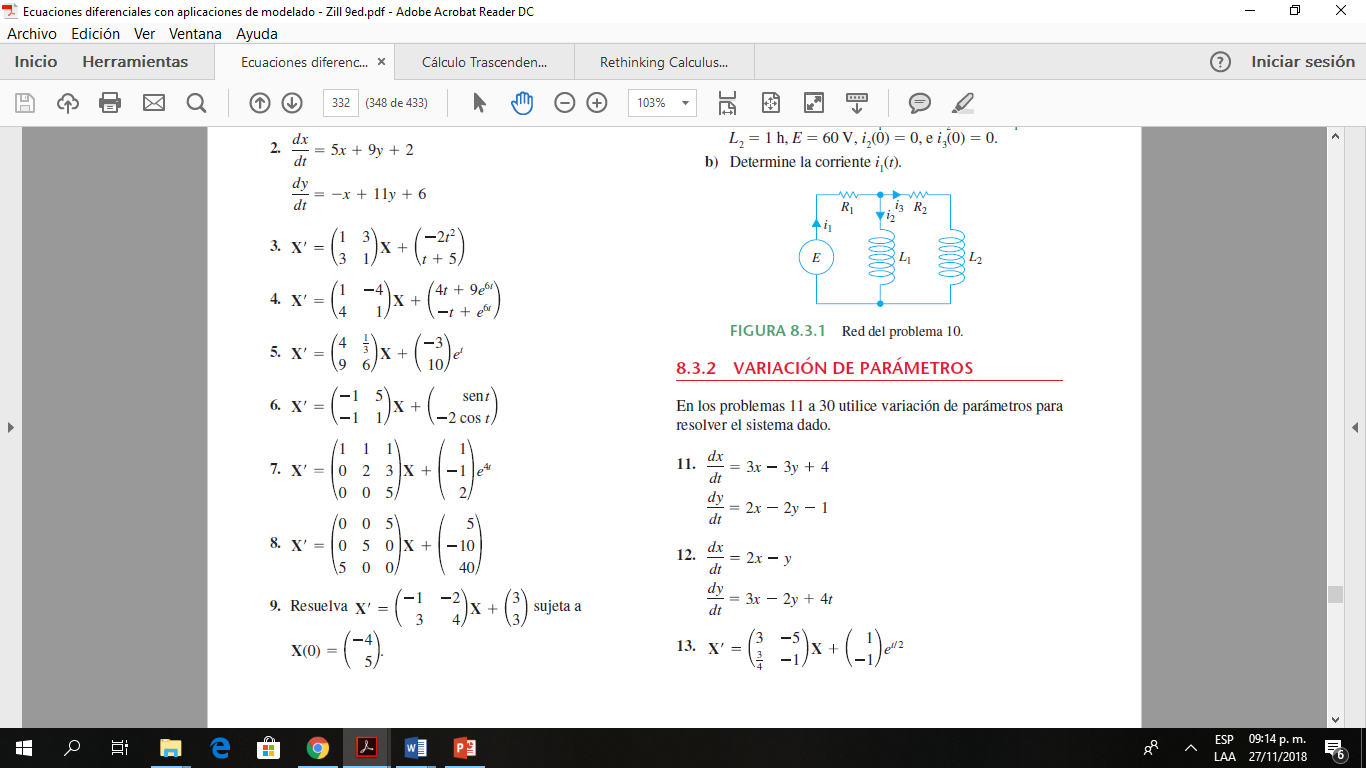 Ecuaciones diferenciales con aplicaciones de modelado - Zill 9ed.pdf - Adobe Acrobat Reader DC
Archivo Edición Ver Ventana Ayuda
Inicio Herramientas Ecuaciones diferenc... × Cálculo Trascenden... Rethinking Calculus... ? Iniciar sesión
332 (348 de 433) 103%
2. dx/dt = 5x + 9y + 2
dy/dt = −x + 11y + 6
3. X′ = (1 3; 3 1)X + (−2t²; t + 5)
4. X′ = (1 −4; 4 1)X + (4t + 9e^{6t}; −t + e^{6t})
5. X′ = (4 1/3; 9 6)X + (−3; 10)e^t
6. X′ = (−1 5; −1 1)X + (sen t; −2 cos t)
7. X′ = (1 1 1; 0 2 3; 0 0 5)X + (1; −1; 2)e^{4t}
8. X′ = (0 0 5; 0 5 0; 5 0 0)X + (5; −10; 40)
9. Resuelva X′ = (−1 −2; 3 4)X + (3; 3) sujeta a
X(0) = (−4; 5).
L₂ = 1 h, E = 60 V, i₂(0) = 0, e i₃(0) = 0.
b) Determine la corriente i₁(t).
R₁ i₃ R₂
i₁ i₂
E L₁ L₂
FIGURA 8.3.1 Red del problema 10.
8.3.2 VARIACIÓN DE PARÁMETROS
En los problemas 11 a 30 utilice variación de parámetros para
resolver el sistema dado.
11. dx/dt = 3x − 3y + 4
dy/dt = 2x − 2y − 1
12. dx/dt = 2x − y
dy/dt = 3x − 2y + 4t
13. X′ = (3 −5; 3/4 −1)X + (1; −1)e^{t/2}
ESP 09:14 p. m.
LAA 27/11/2018 6